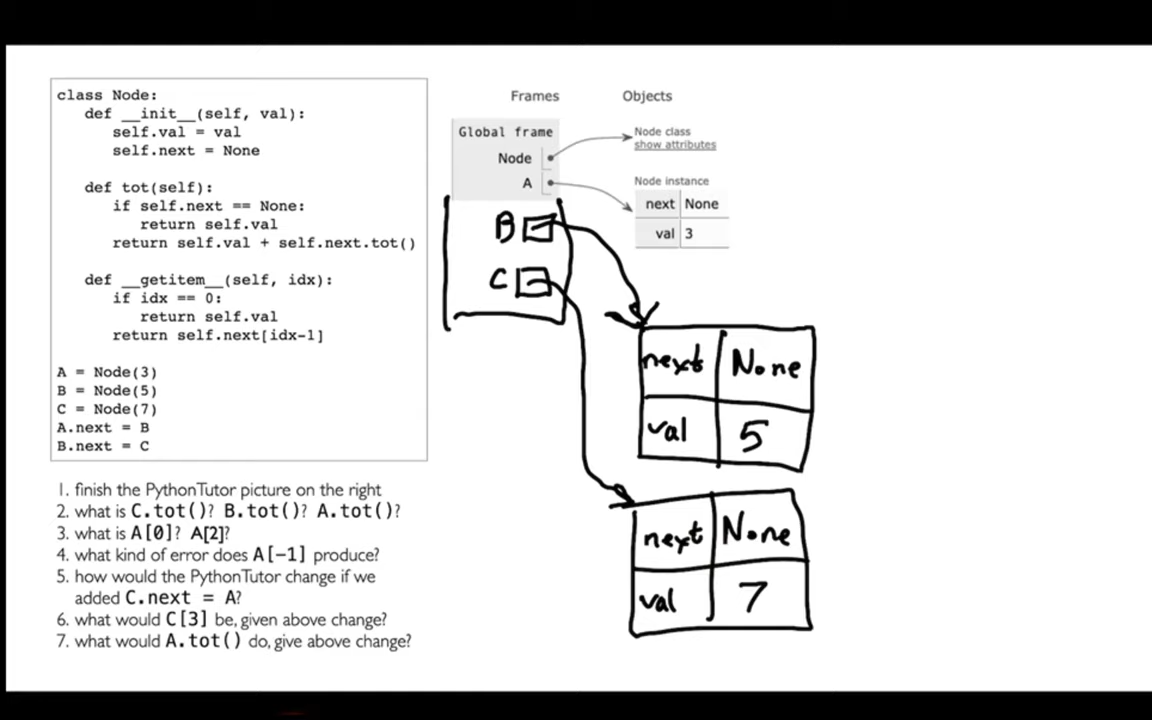 class Node:
def __init__(self, val):
self.val = val
self.next = None
def tot(self):
if self.next == None:
return self.val
return self.val + self.next.tot()
def __getitem__(self, idx):
if idx == 0:
return self.val
return self.next[idx-1]
A = Node(3)
B = Node(5)
C = Node(7)
A.next = B
B.next = C
1. finish the PythonTutor picture on the right
2. what is C.tot()? B.tot()? A.tot()?
3. what is A[0]? A[2]?
4. what kind of error does A[-1] produce?
5. how would the PythonTutor change if we
added C.next = A?
6. what would C[3] be, given above change?
7. what would A.tot() do, give above change?
Frames Objects
Global frame
Node
A
B
C
Node class
show attributes
Node instance
next None
val 3
next None
val 5
next None
val 7